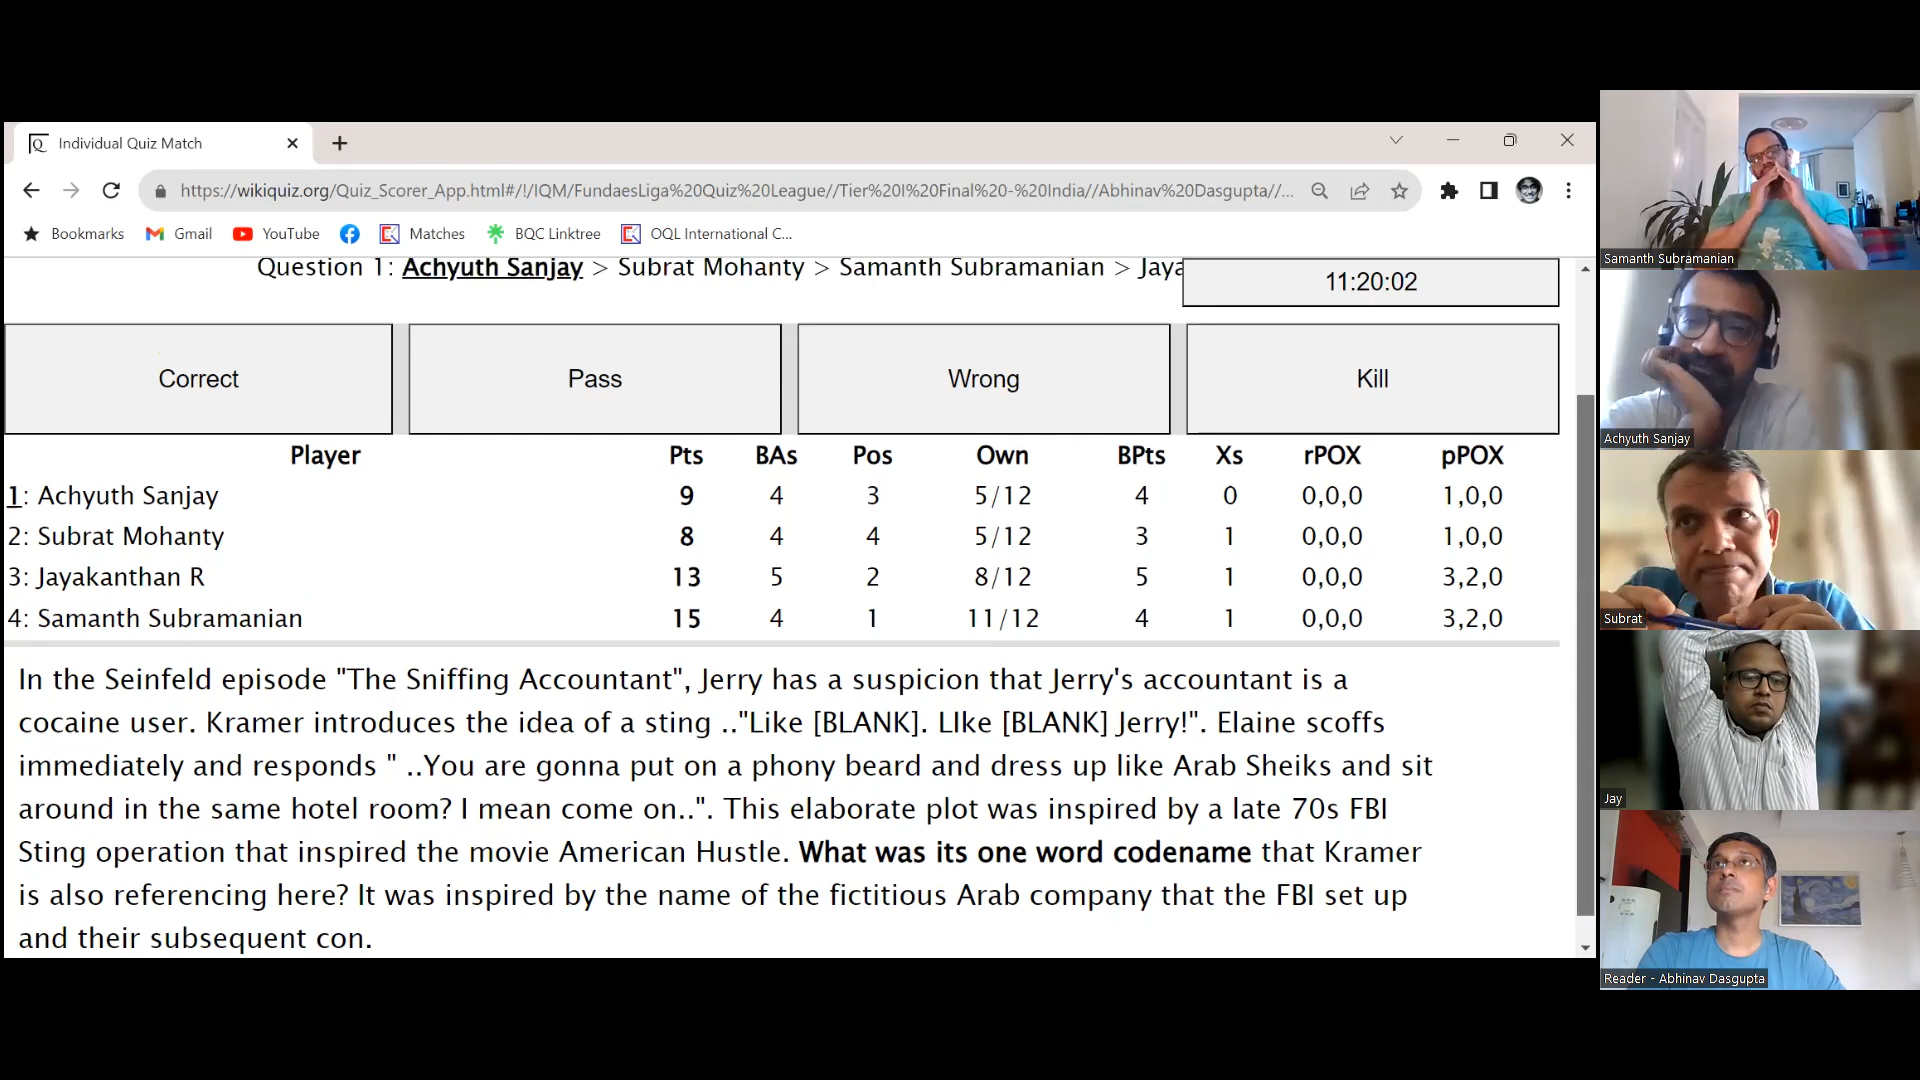 Individual Quiz Match
https://wikiquiz.org/Quiz_Scorer_App.html#/!/IQM/FundaesLiga%20Quiz%20League//Tier%20I%20Final%20-%20India//Abhinav%20Dasgupta//...
Bookmarks Gmail YouTube Matches BQC Linktree OQL International C...
Question 1: Achyuth Sanjay > Subrat Mohanty > Samanth Subramanian > Jaya
11:20:02
Correct Pass Wrong Kill
Player Pts BAs Pos Own BPts Xs rPOX pPOX
1: Achyuth Sanjay 9 4 3 5/12 4 0 0,0,0 1,0,0
2: Subrat Mohanty 8 4 4 5/12 3 1 0,0,0 1,0,0
3: Jayakanthan R 13 5 2 8/12 5 1 0,0,0 3,2,0
4: Samanth Subramanian 15 4 1 11/12 4 1 0,0,0 3,2,0
In the Seinfeld episode "The Sniffing Accountant", Jerry has a suspicion that Jerry's accountant is a
cocaine user. Kramer introduces the idea of a sting .."Like [BLANK]. LIke [BLANK] Jerry!". Elaine scoffs
immediately and responds " ..You are gonna put on a phony beard and dress up like Arab Sheiks and sit
around in the same hotel room? I mean come on..". This elaborate plot was inspired by a late 70s FBI
Sting operation that inspired the movie American Hustle. What was its one word codename that Kramer
is also referencing here? It was inspired by the name of the fictitious Arab company that the FBI set up
and their subsequent con.
Samanth Subramanian
Achyuth Sanjay
Subrat
Jay
Reader - Abhinav Dasgupta